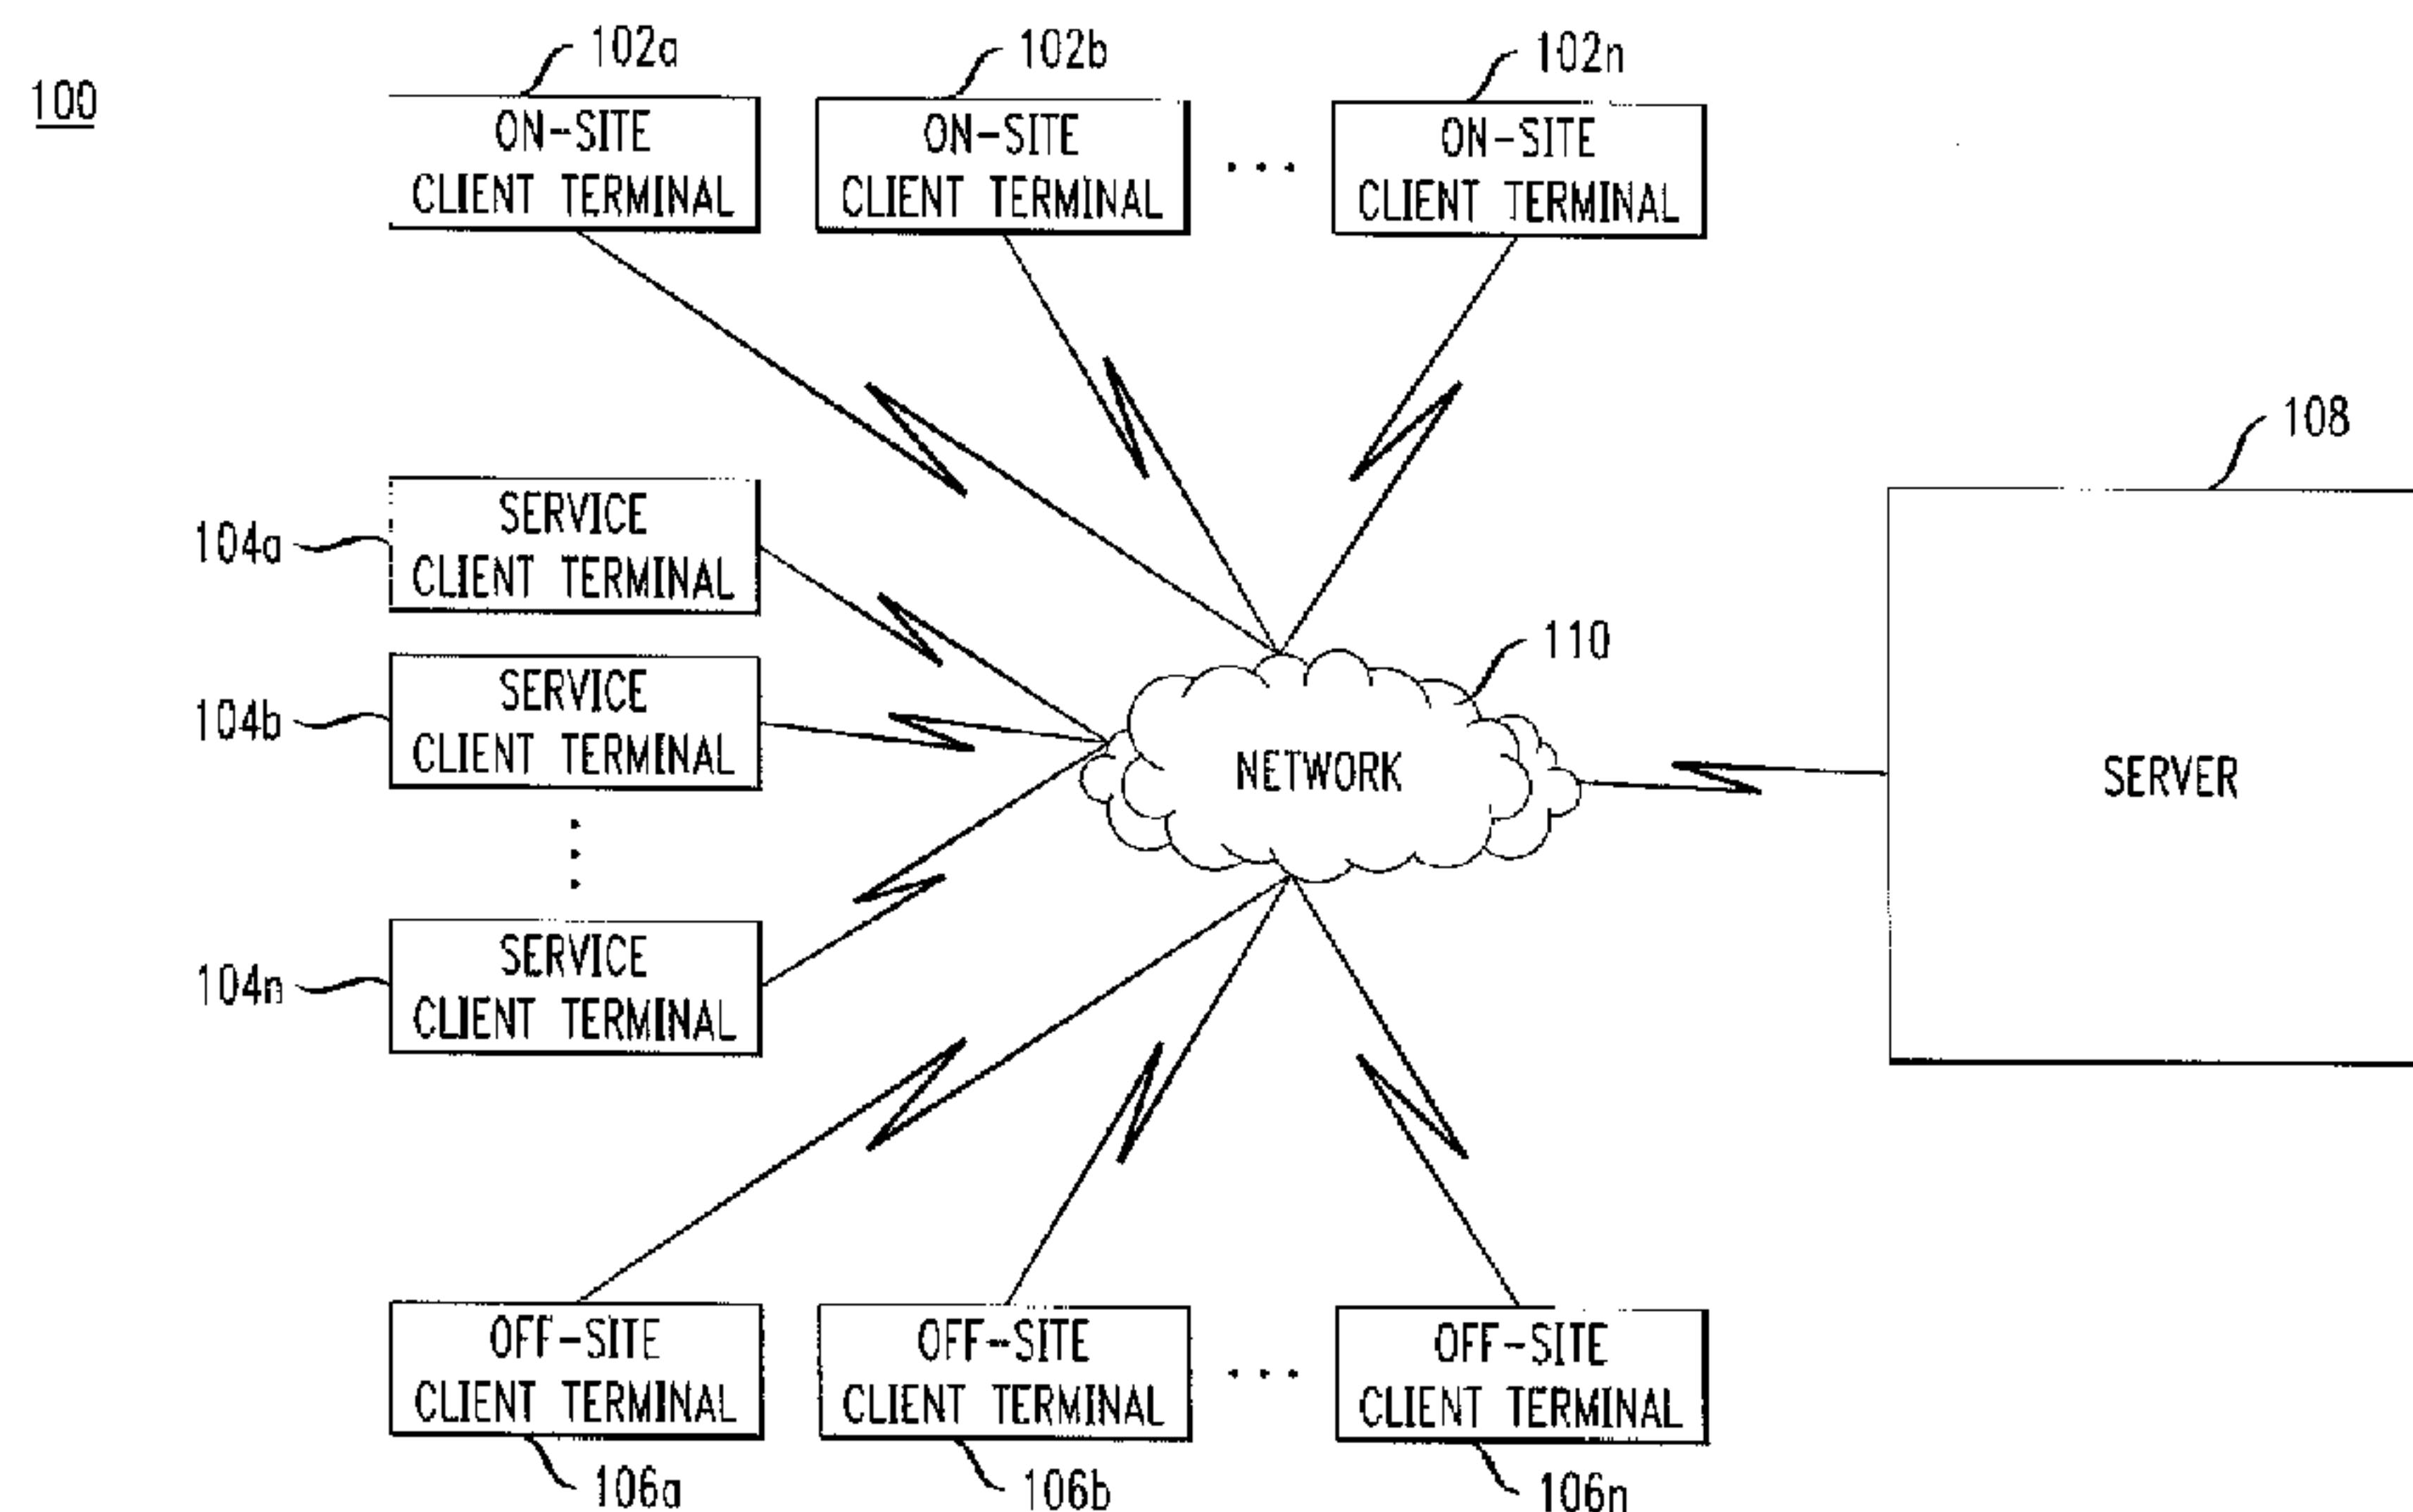 100
102a
102b
102n
ON-SITE
CLIENT TERMINAL
ON-SITE
CLIENT TERMINAL
...
ON-SITE
CLIENT TERMINAL
108
104a
SERVICE
CLIENT TERMINAL
110
104b
SERVICE
CLIENT TERMINAL
NETWORK
SERVER
104n
SERVICE
CLIENT TERMINAL
OFF-SITE
CLIENT TERMINAL
OFF-SITE
CLIENT TERMINAL
...
OFF-SITE
CLIENT TERMINAL
106a
106b
106n